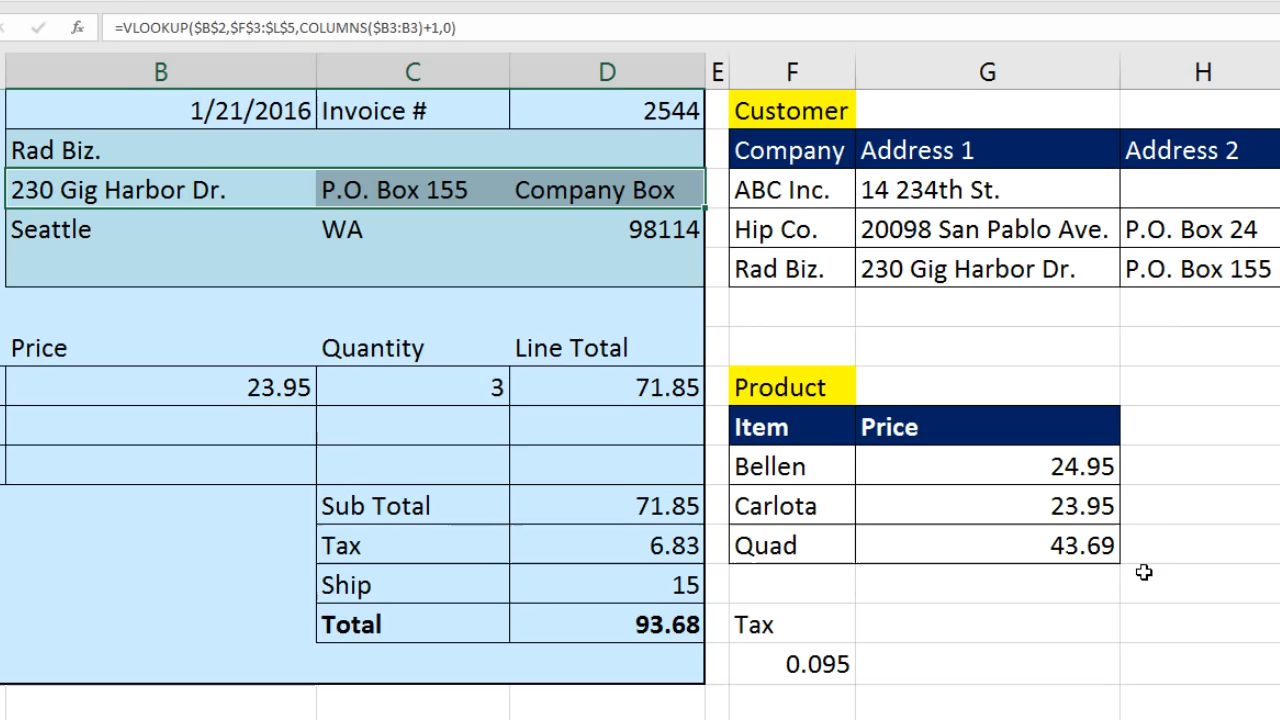 fx =VLOOKUP($B$2,$F$3:$L$5,COLUMNS($B3:B3)+1,0)
B C D E F G H
1/21/2016 Invoice # 2544 Customer
Rad Biz. Company Address 1 Address 2
230 Gig Harbor Dr. P.O. Box 155 Company Box ABC Inc. 14 234th St.
Seattle WA 98114 Hip Co. 20098 San Pablo Ave. P.O. Box 24
Rad Biz. 230 Gig Harbor Dr. P.O. Box 155
Price Quantity Line Total
23.95 3 71.85 Product
Item Price
Bellen 24.95
Sub Total 71.85 Carlota 23.95
Tax 6.83 Quad 43.69
Ship 15
Total 93.68 Tax
0.095